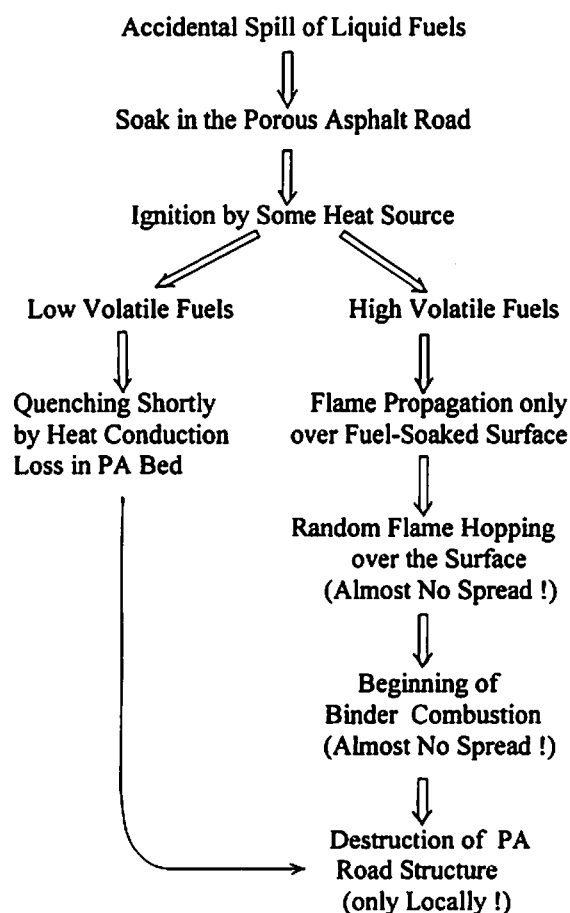 Accidental Spill of Liquid Fuels
Soak in the Porous Asphalt Road
Ignition by Some Heat Source
Low Volatile Fuels
Quenching Shortly
by Heat Conduction
Loss in PA Bed
High Volatile Fuels
Flame Propagation only
over Fuel-Soaked Surface
Random Flame Hopping
over the Surface
(Almost No Spread !)
Beginning of
Binder Combustion
(Almost No Spread !)
Destruction of PA
Road Structure
(only Locally !)